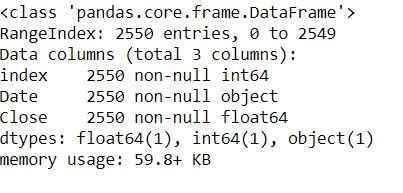 <class 'pandas.core.frame.DataFrame'>
RangeIndex: 2550 entries, 0 to 2549
Data columns (total 3 columns):
index    2550 non-null int64
Date     2550 non-null object
Close    2550 non-null float64
dtypes: float64(1), int64(1), object(1)
memory usage: 59.8+ KB